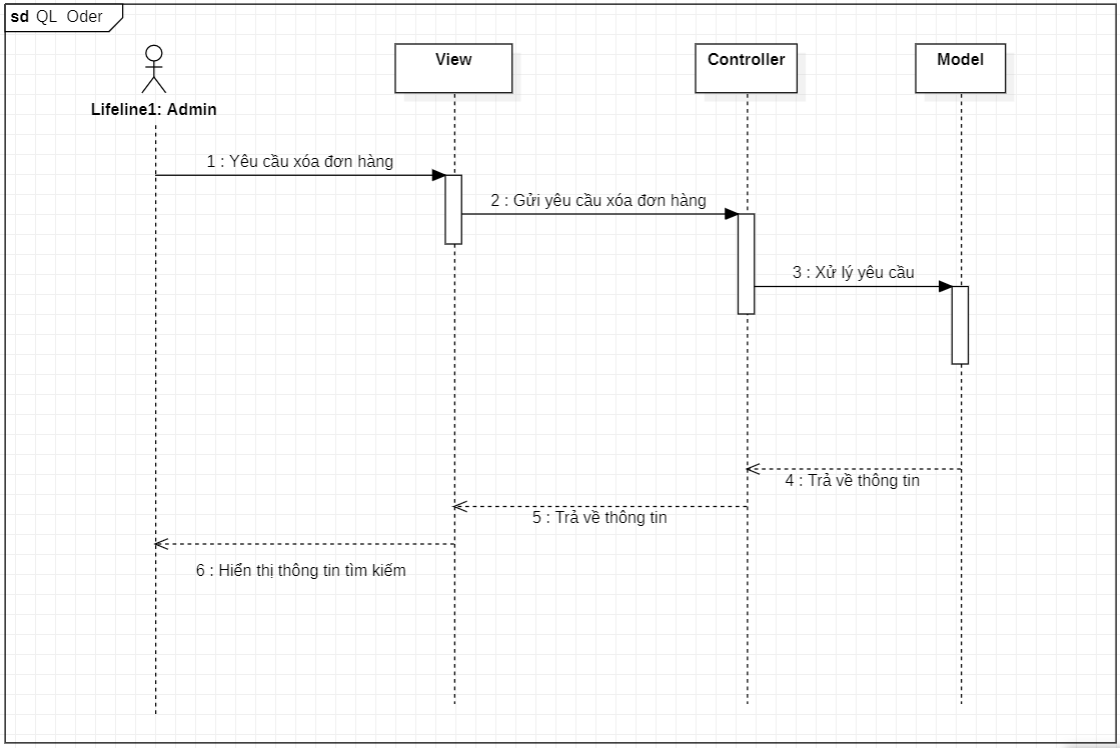 sd QL Oder
View
Controller
Model
Lifeline1: Admin
1 : Yêu cầu xóa đơn hàng
2 : Gửi yêu cầu xóa đơn hàng
3 : Xử lý yêu cầu
4 : Trả về thông tin
5 : Trả về thông tin
6 : Hiển thị thông tin tìm kiếm